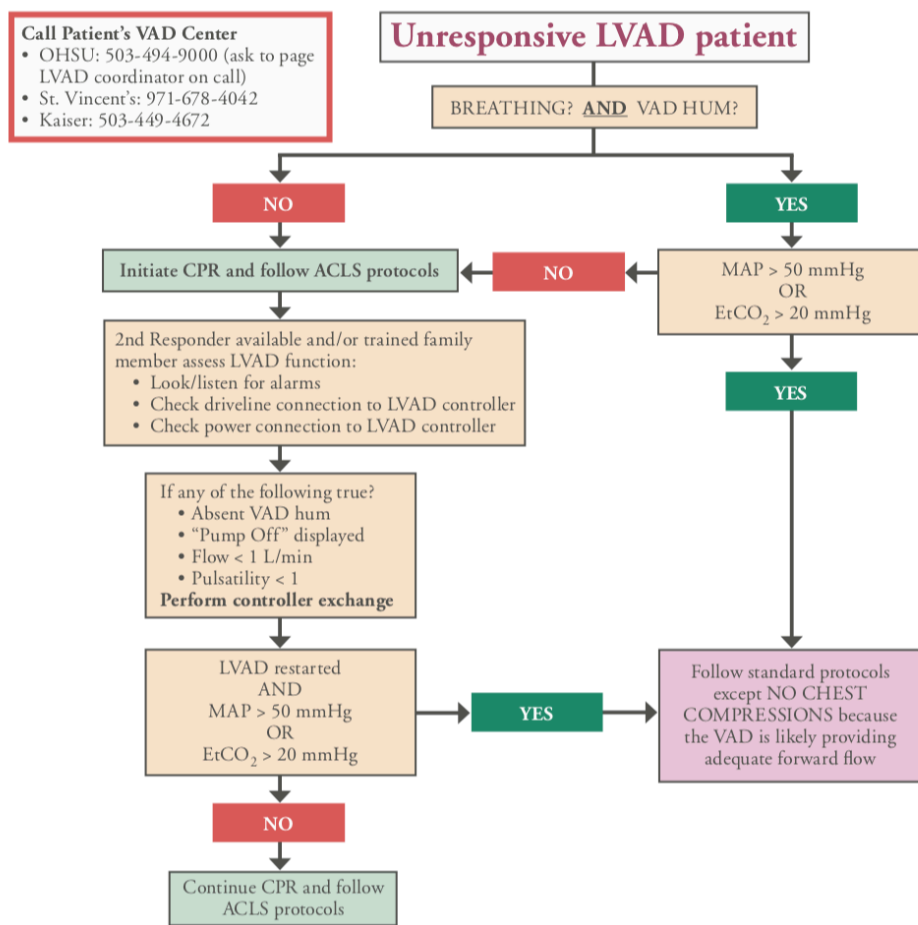 Call Patient's VAD Center
• OHSU: 503-494-9000 (ask to page
LVAD coordinator on call)
• St. Vincent's: 971-678-4042
• Kaiser: 503-449-4672
Unresponsive LVAD patient
BREATHING? AND VAD HUM?
NO
YES
Initiate CPR and follow ACLS protocols
NO
MAP > 50 mmHg
OR
EtCO₂ > 20 mmHg
YES
2nd Responder available and/or trained family
member assess LVAD function:
• Look/listen for alarms
• Check driveline connection to LVAD controller
• Check power connection to LVAD controller
If any of the following true?
• Absent VAD hum
• “Pump Off” displayed
• Flow < 1 L/min
• Pulsatility < 1
Perform controller exchange
LVAD restarted
AND
MAP > 50 mmHg
OR
EtCO₂ > 20 mmHg
YES
Follow standard protocols
except NO CHEST
COMPRESSIONS because
the VAD is likely providing
adequate forward flow
NO
Continue CPR and follow
ACLS protocols